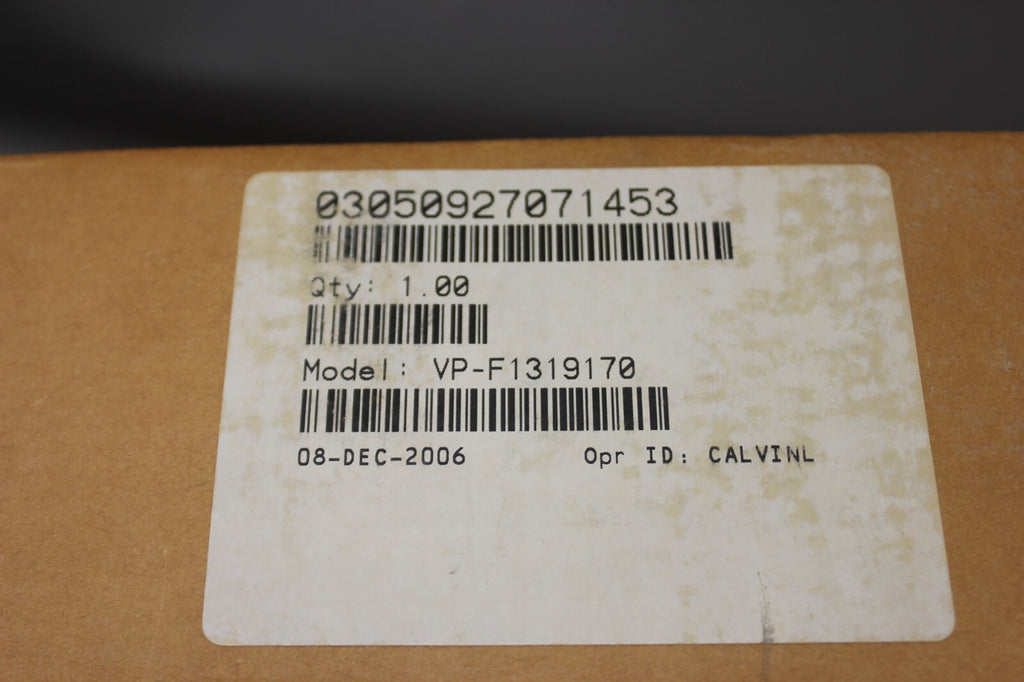 03050927071453
Qty: 1.00
Model: VP-F1319170
08-DEC-2006 Opr ID: CALVINL